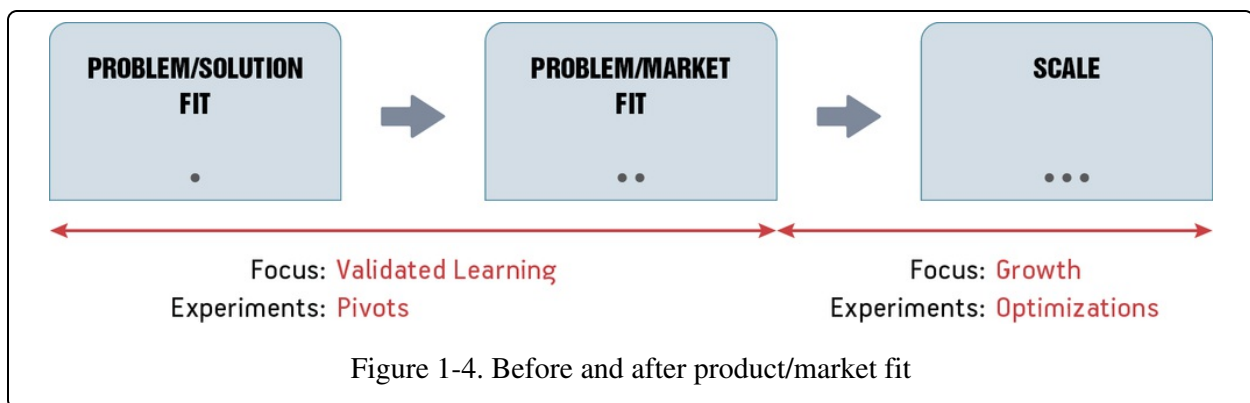 PROBLEM/SOLUTION
FIT
PROBLEM/MARKET
FIT
SCALE
Focus: Validated Learning
Experiments: Pivots
Focus: Growth
Experiments: Optimizations
Figure 1-4. Before and after product/market fit